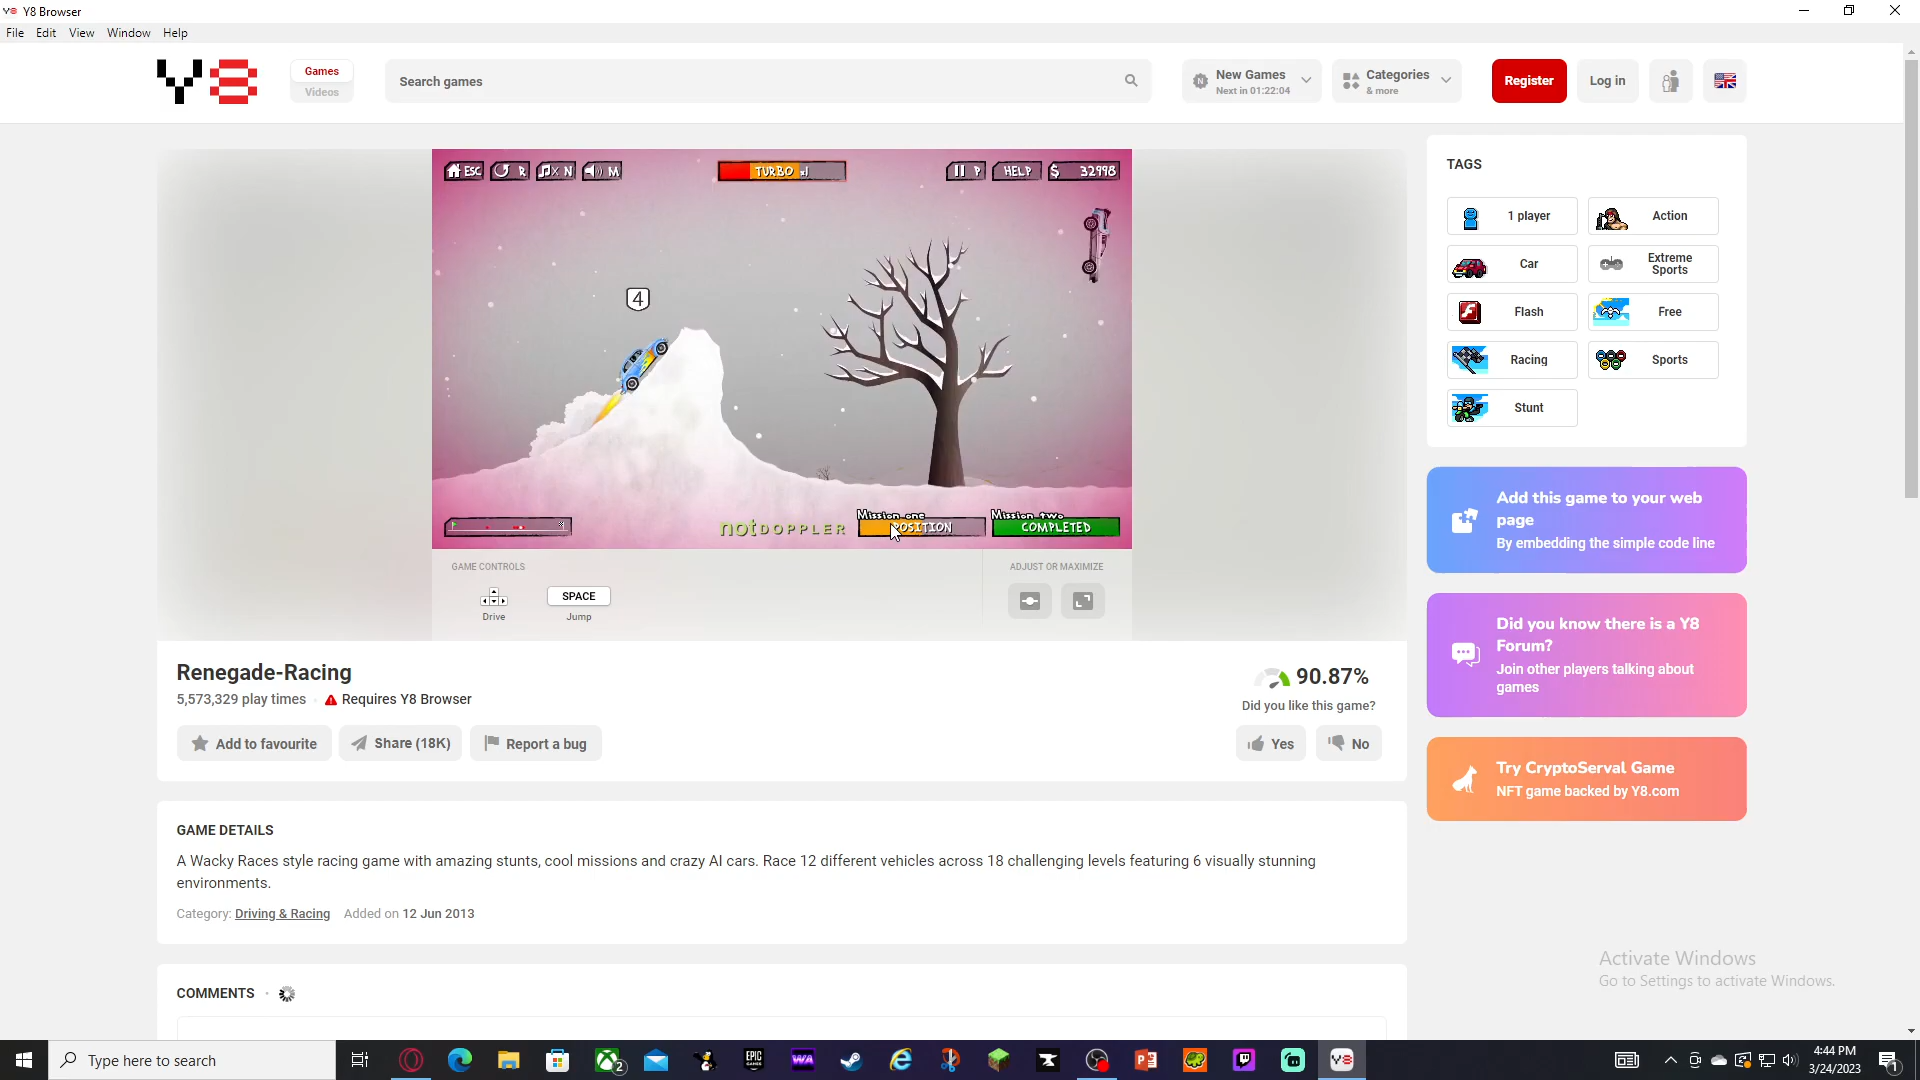 Y8 Browser
File Edit View Window Help
Y8
Games
Videos
Search games
New Games
Next in 01:22:04
Categories
& more
Register
Log in
ESC R N M
TURBO x1
P HELP $ 32998
4
notDOPPLER
Mission one
POSITION
Mission two
COMPLETED
GAME CONTROLS
Drive
SPACE
Jump
ADJUST OR MAXIMIZE
TAGS
1 player
Action
Car
Extreme
Sports
Flash
Free
Racing
Sports
Stunt
Add this game to your web
page
By embedding the simple code line
Did you know there is a Y8
Forum?
Join other players talking about
games
Try CryptoServal Game
NFT game backed by Y8.com
Renegade-Racing
5,573,329 play times · Requires Y8 Browser
Add to favourite
Share (18K)
Report a bug
90.87%
Did you like this game?
Yes
No
GAME DETAILS
A Wacky Races style racing game with amazing stunts, cool missions and crazy AI cars. Race 12 different vehicles across 18 challenging levels featuring 6 visually stunning
environments.
Category: Driving & Racing Added on 12 Jun 2013
COMMENTS
Activate Windows
Go to Settings to activate Windows.
Type here to search
2
EPIC
GAMES
WA
Y8
4:44 PM
3/24/2023
1